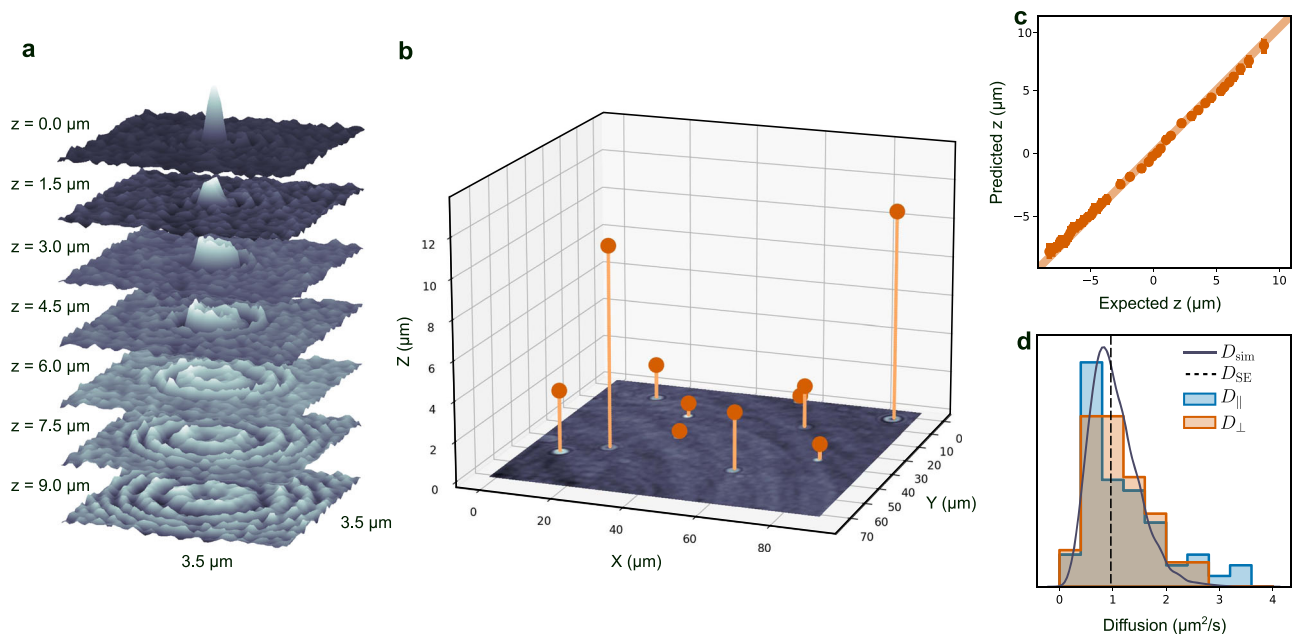 a
z = 0.0 µm
z = 1.5 µm
z = 3.0 µm
z = 4.5 µm
z = 6.0 µm
z = 7.5 µm
z = 9.0 µm
3.5 µm
3.5 µm
b
12
10
8
6
4
2
0
Z (µm)
0
20
40
60
80
X (µm)
0
10
20
30
40
50
60
70
Y (µm)
c
10
5
0
−5
Predicted z (µm)
−5
0
5
10
Expected z (µm)
d
D_sim
D_SE
D_∥
D_⊥
0
1
2
3
4
Diffusion (µm²/s)